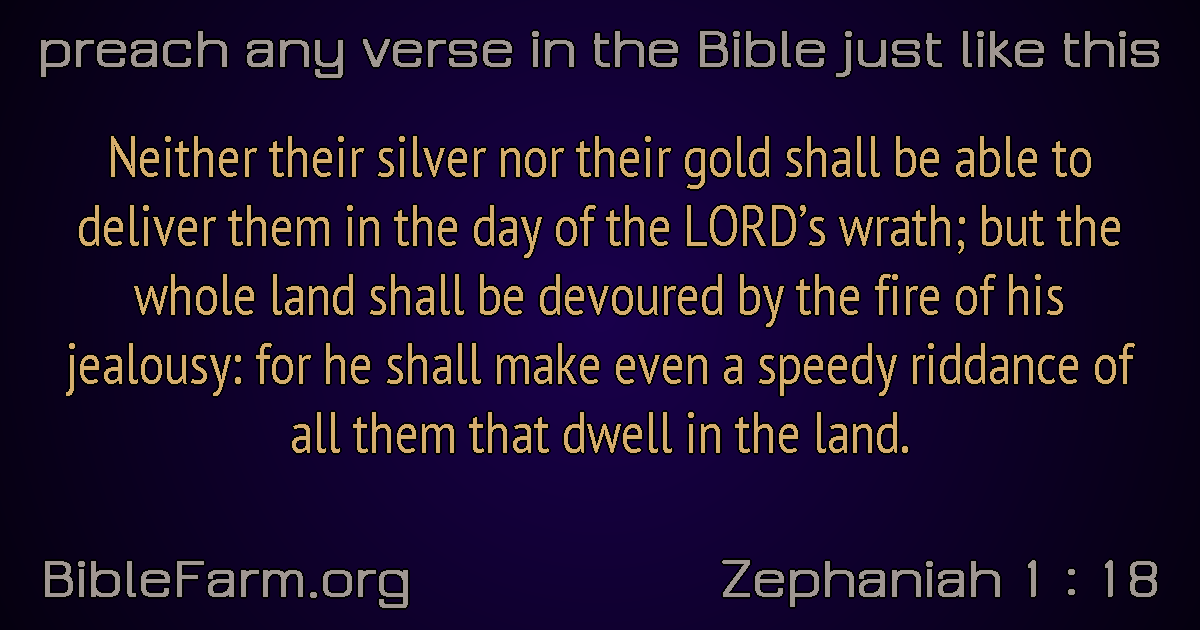 preach any verse in the Bible just like this
Neither their silver nor their gold shall be able to
deliver them in the day of the LORD’s wrath; but the
whole land shall be devoured by the fire of his
jealousy: for he shall make even a speedy riddance of
all them that dwell in the land.
BibleFarm.org
Zephaniah 1 : 18